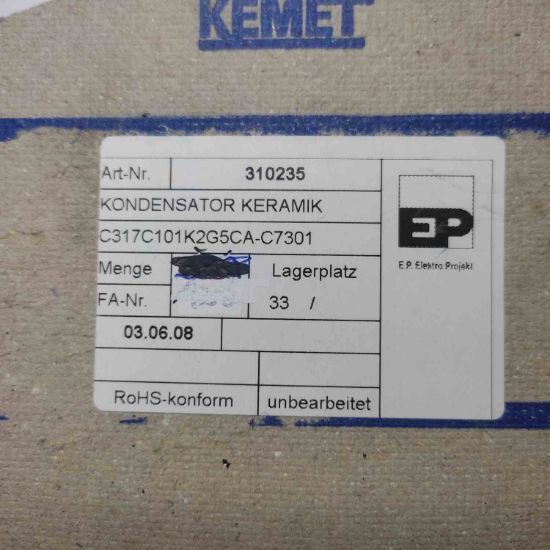 KEMET
Art-Nr. 310235
KONDENSATOR KERAMIK
C317C101K2G5CA-C7301
Menge Lagerplatz
FA-Nr. 33 /
03.06.08
RoHS-konform unbearbeitet
EP
E.P. Elektro Projekt